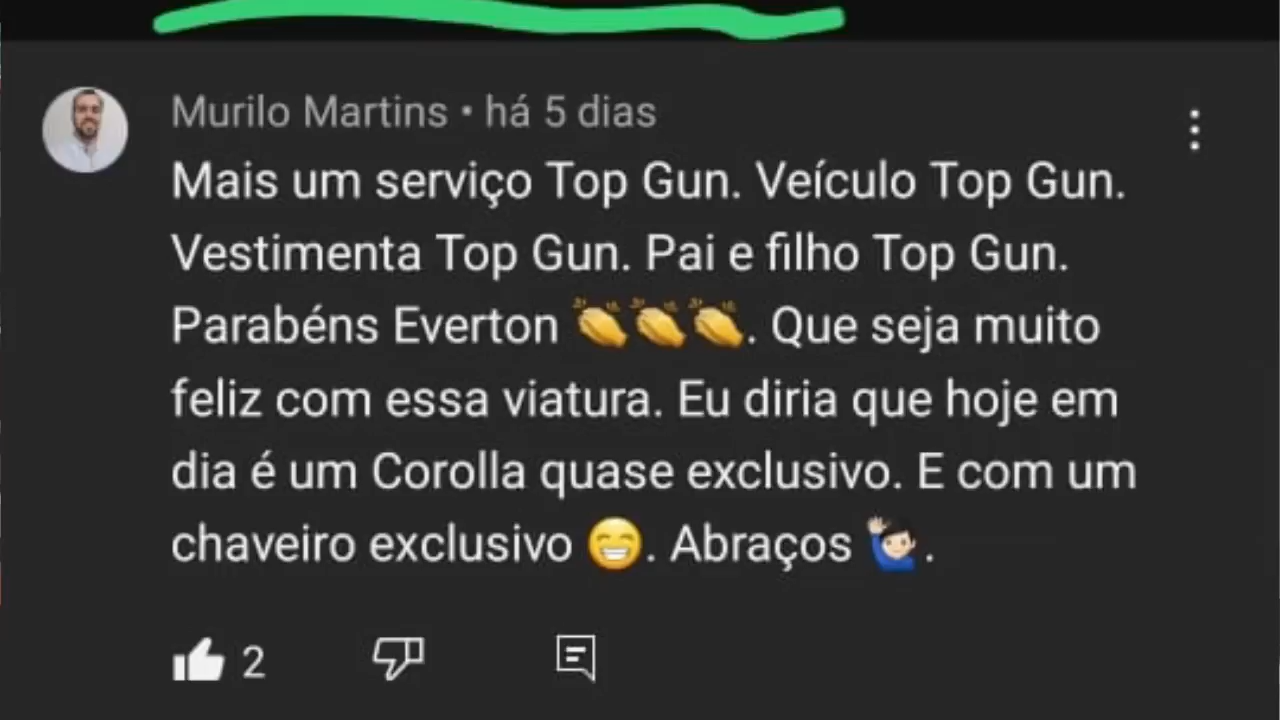 Murilo Martins • há 5 dias
Mais um serviço Top Gun. Veículo Top Gun.
Vestimenta Top Gun. Pai e filho Top Gun.
Parabéns Everton 👏👏👏. Que seja muito
feliz com essa viatura. Eu diria que hoje em
dia é um Corolla quase exclusivo. E com um
chaveiro exclusivo 😁. Abraços 🙋🏻‍♂️.
2